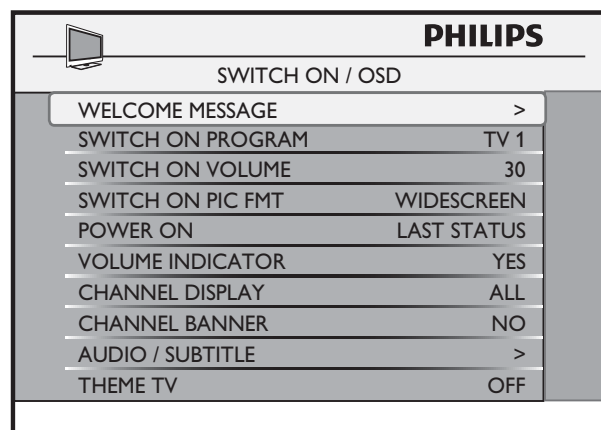 PHILIPS
SWITCH ON / OSD
WELCOME MESSAGE >
SWITCH ON PROGRAM TV 1
SWITCH ON VOLUME 30
SWITCH ON PIC FMT WIDESCREEN
POWER ON LAST STATUS
VOLUME INDICATOR YES
CHANNEL DISPLAY ALL
CHANNEL BANNER NO
AUDIO / SUBTITLE >
THEME TV OFF